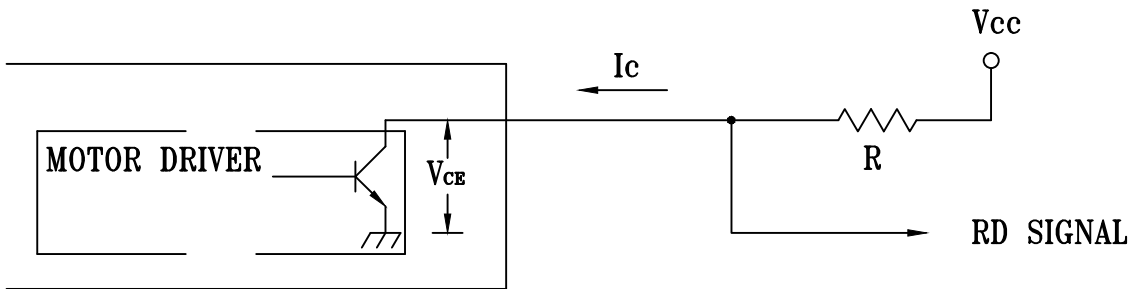 Vcc
Ic
MOTOR DRIVER
VCE
R
RD SIGNAL